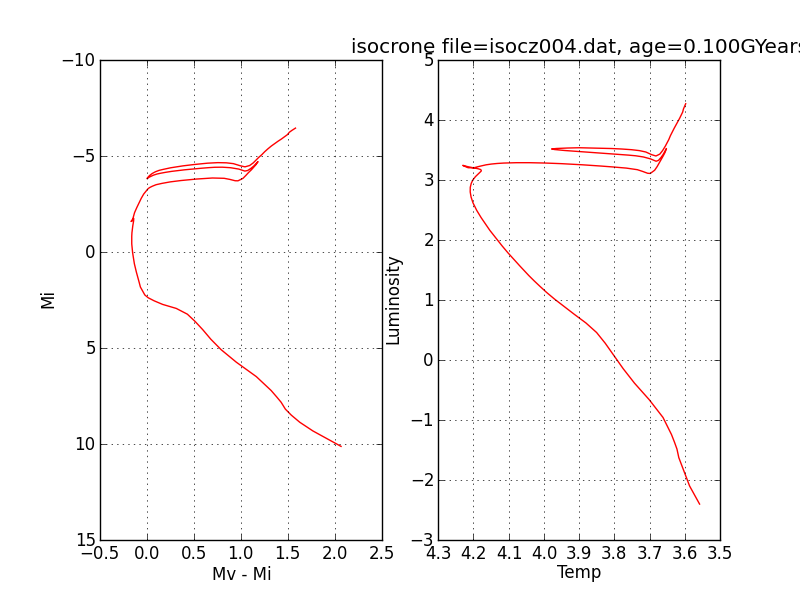 isocrone file=isocz004.dat, age=0.100GYears
−10
−5
0
5
10
15
Mi
−0.5 0.0 0.5 1.0 1.5 2.0 2.5
Mv - Mi
5
4
3
2
1
0
−1
−2
−3
Luminosity
4.3 4.2 4.1 4.0 3.9 3.8 3.7 3.6 3.5
Temp